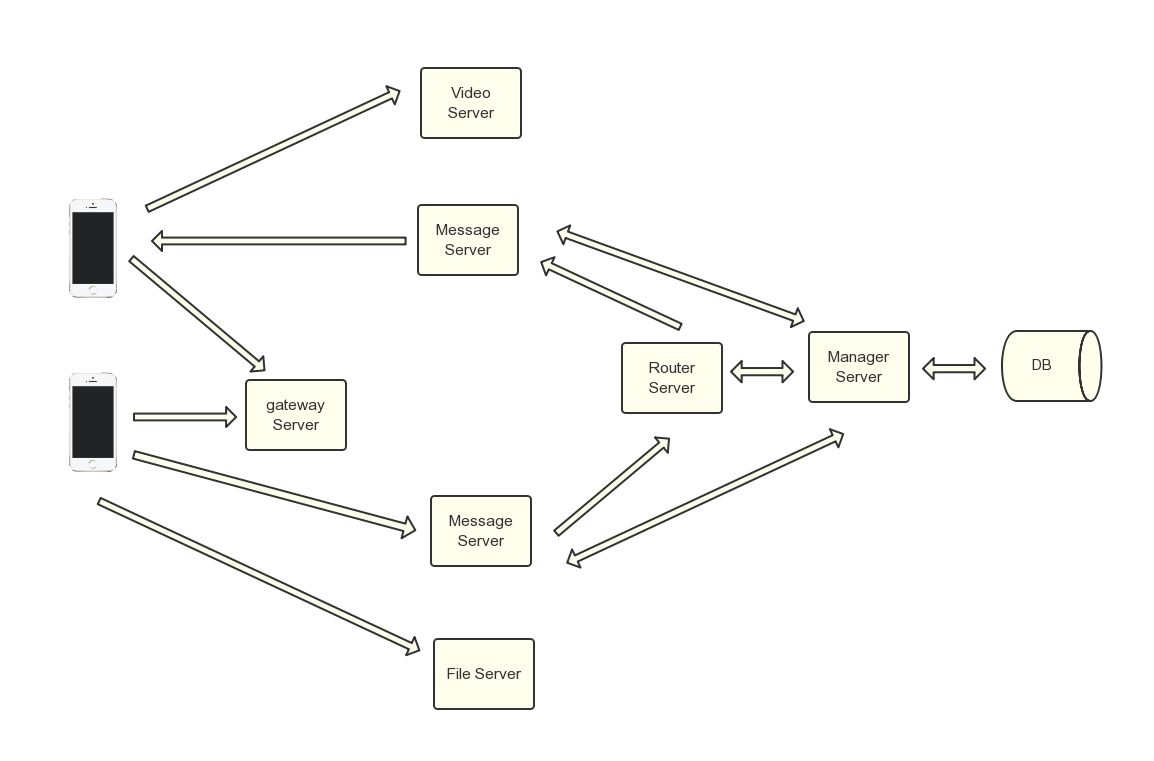 Video
Server
Message
Server
Router
Server
Manager
Server
DB
gateway
Server
Message
Server
File Server